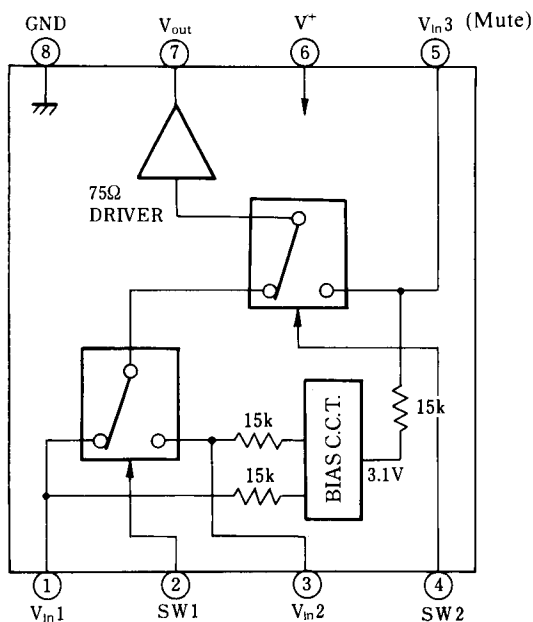 GND Vout V+ Vin3 (Mute)
8 7 6 5
75Ω
DRIVER
15k
15k
15k
BIAS C.C.T.
3.1V
1 2 3 4
Vin1 SW1 Vin2 SW2